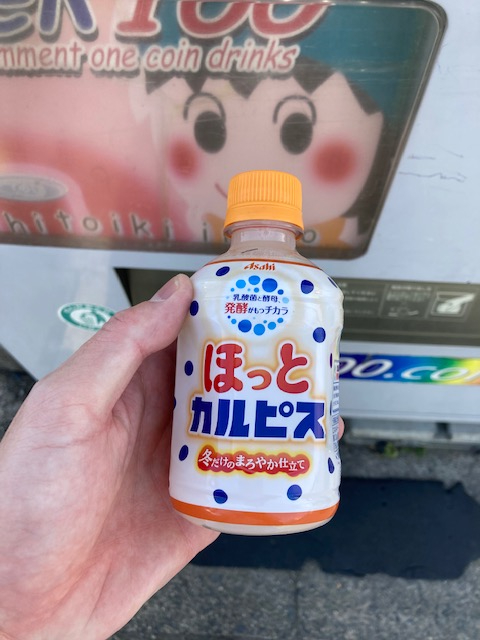 100
mment one coin drinks
hitoiki i
Asahi
乳酸菌と酵母、
発酵がもつチカラ
ほっと
カルピス
冬だけのまろやか仕立て
00.co